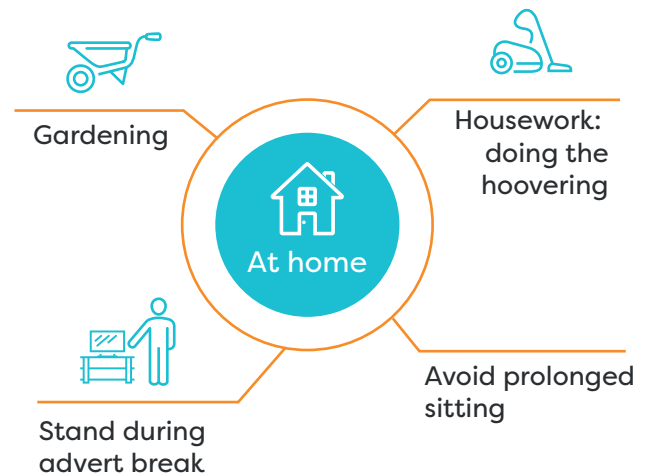 Gardening
Housework:
doing the
hoovering
At home
Avoid prolonged
sitting
Stand during
advert break